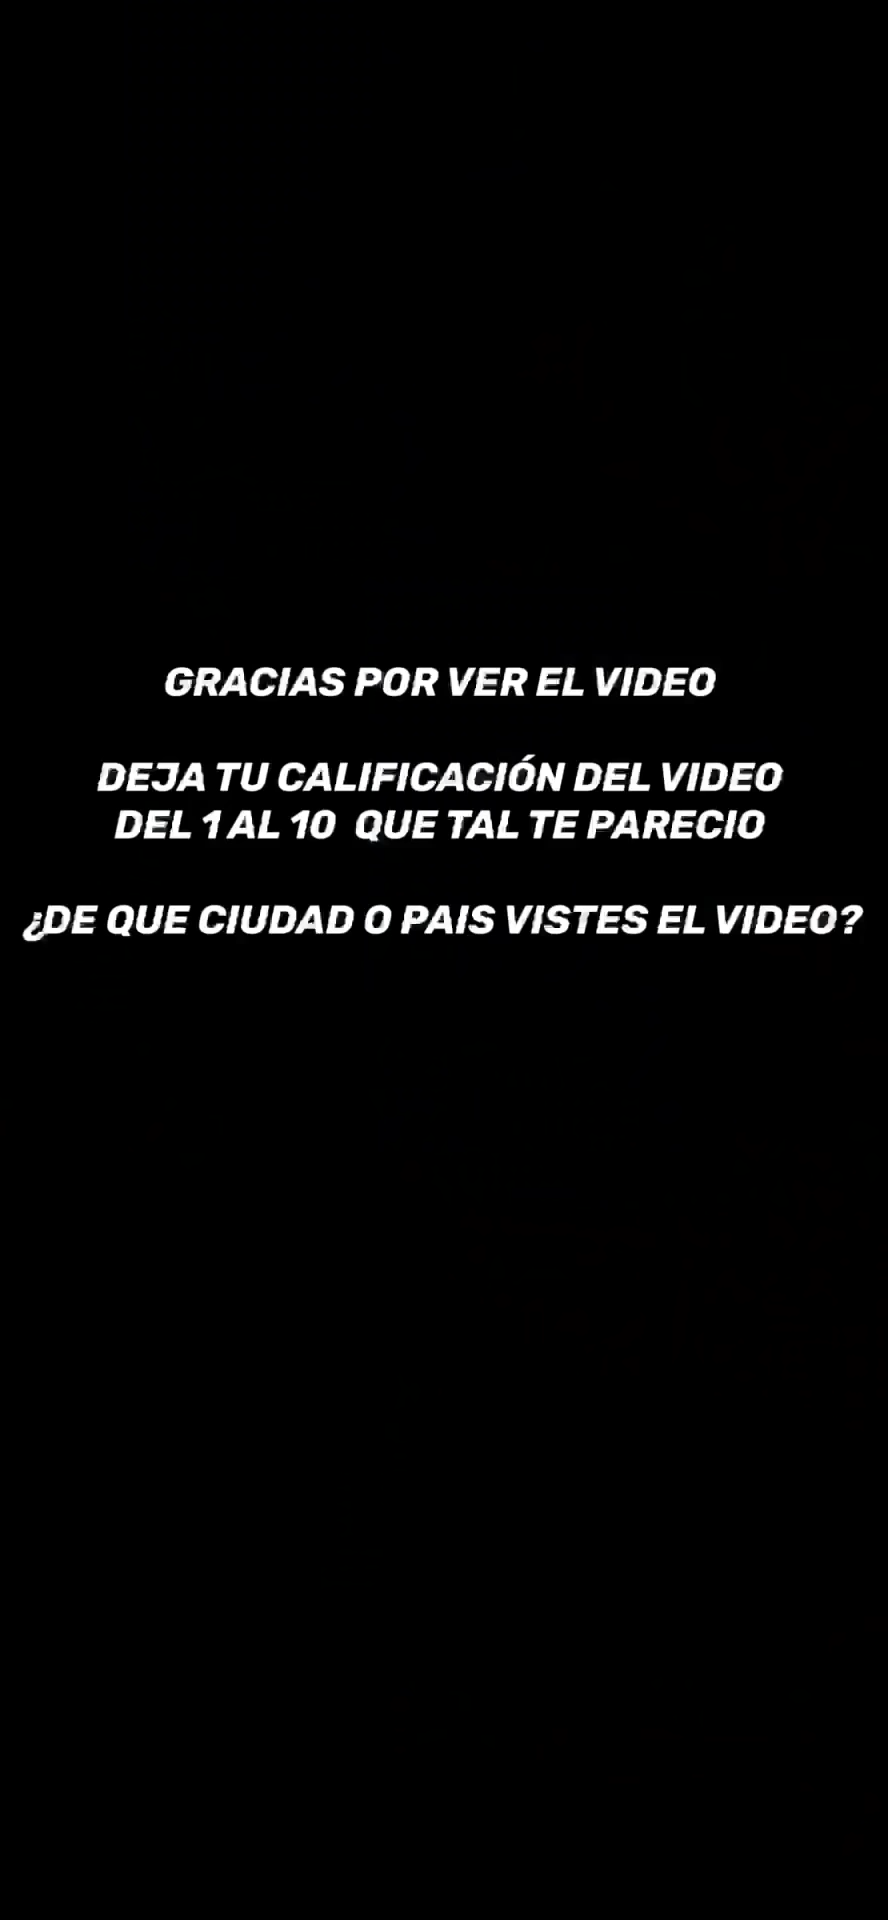 GRACIAS POR VER EL VIDEO
DEJA TU CALIFICACIÓN DEL VIDEO
DEL 1 AL 10 QUE TAL TE PARECIO
¿DE QUE CIUDAD O PAIS VISTES EL VIDEO?